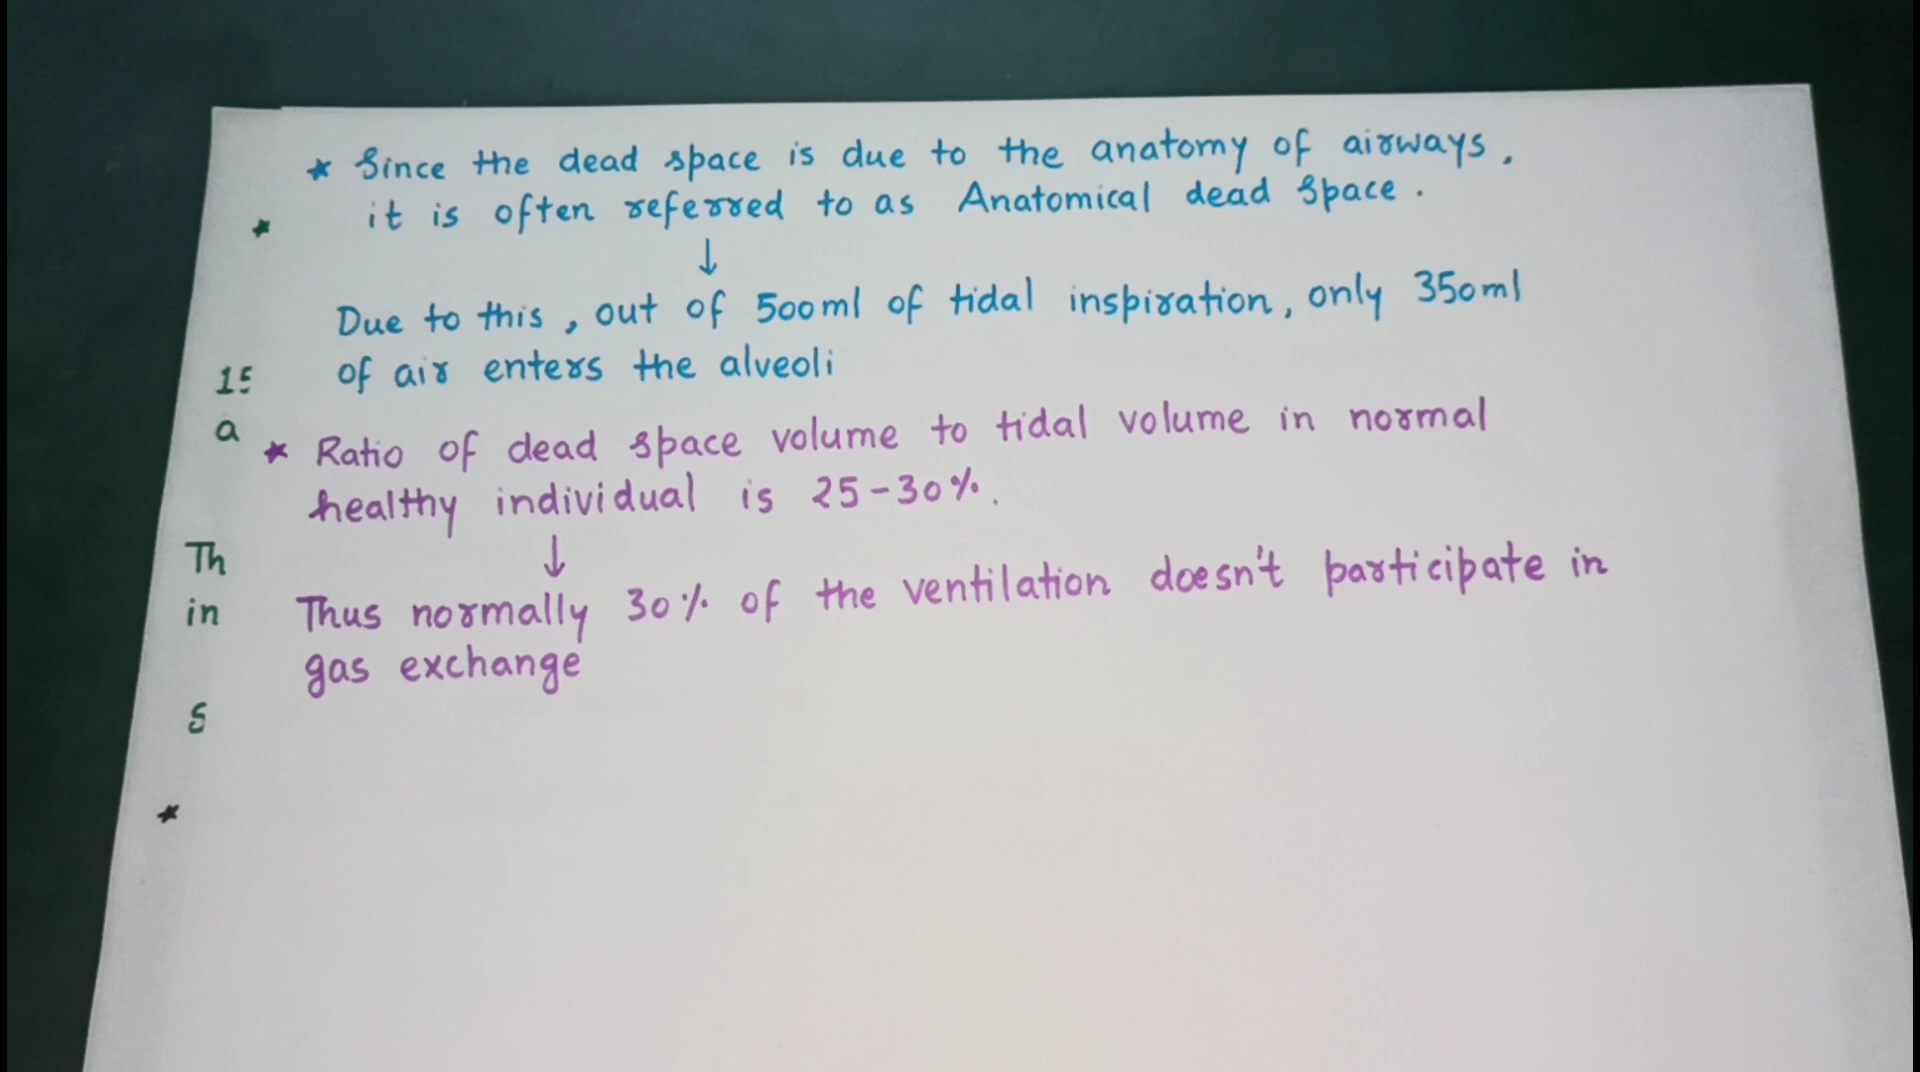 * Since the dead space is due to the anatomy of airways,
it is often referred to as Anatomical dead space.
↓
Due to this, out of 500ml of tidal inspiration, only 350ml
of air enters the alveoli
* Ratio of dead space volume to tidal volume in normal
healthy individual is 25-30%.
↓
Thus normally 30% of the ventilation doesn't participate in
gas exchange
*
15
a
Th
in
S
*